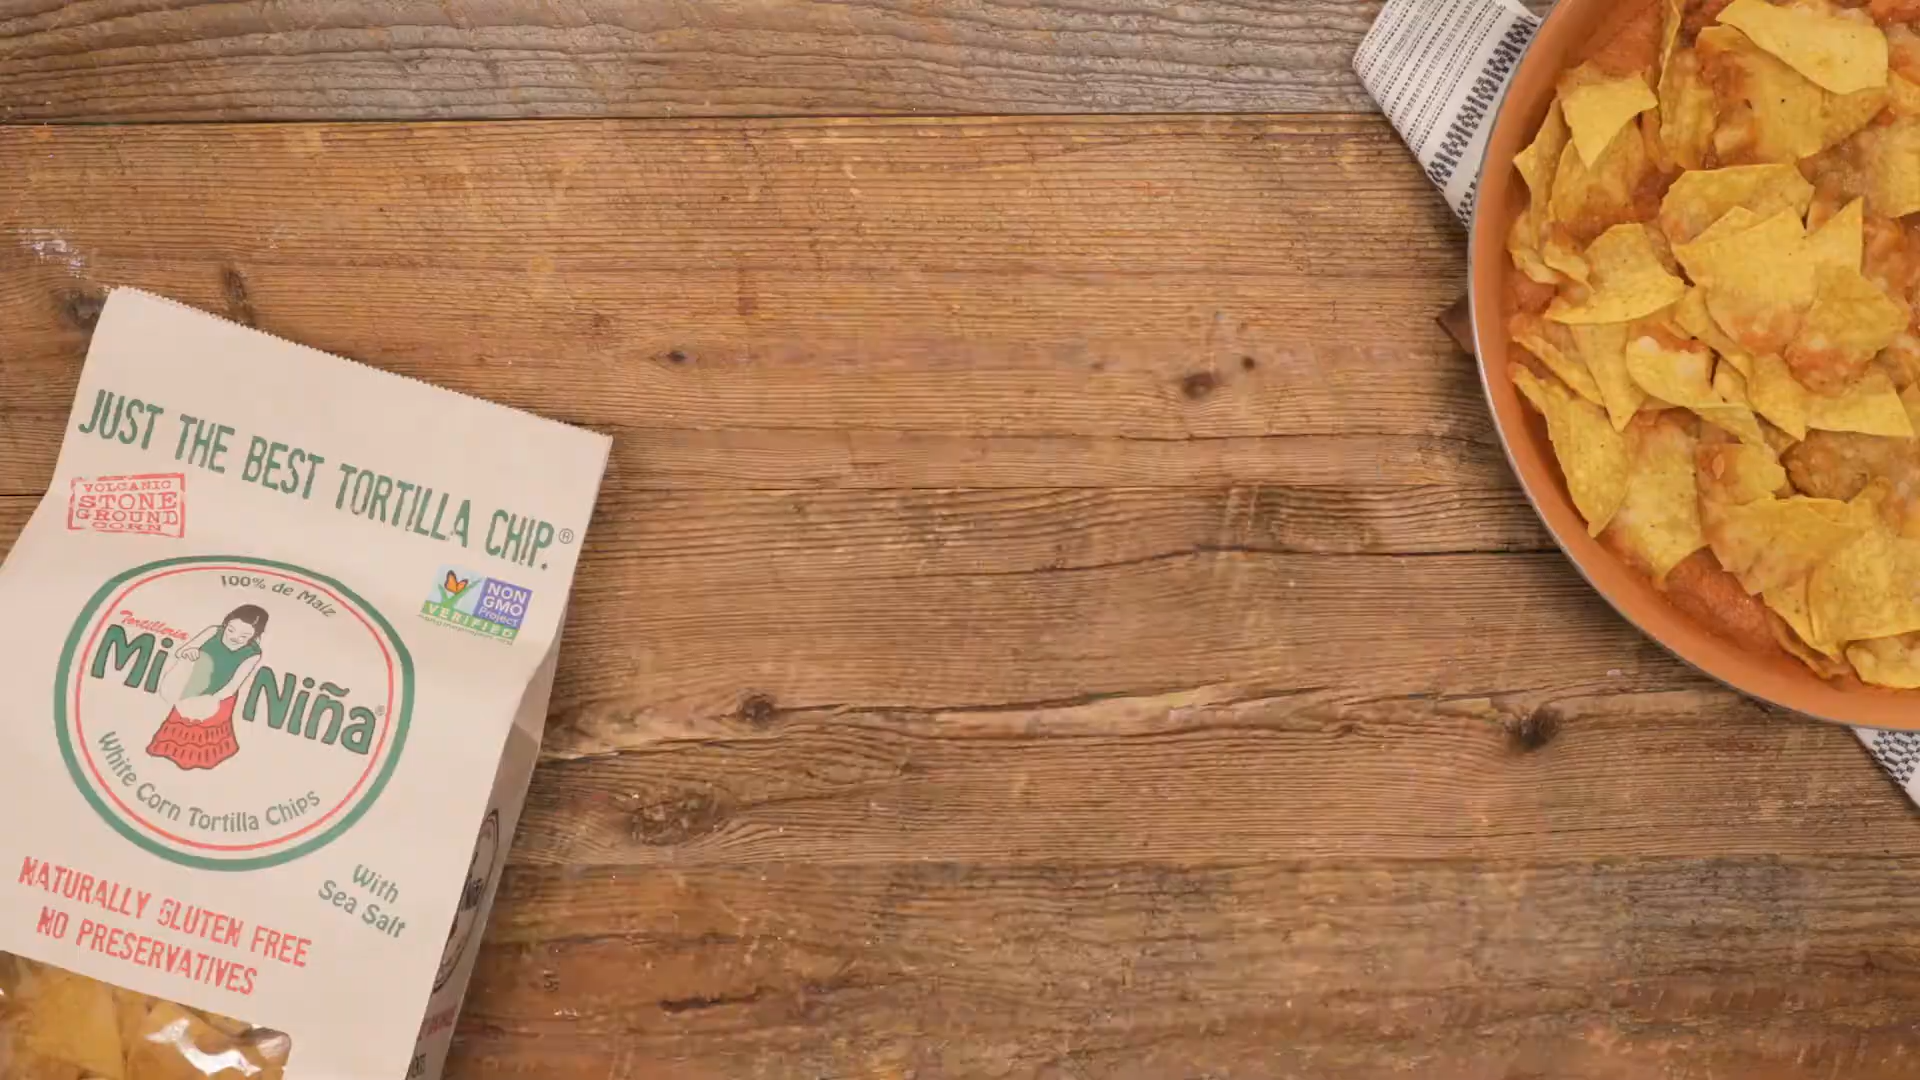 JUST THE BEST TORTILLA CHIP.®
VOLCANIC
STONE
GROUND
CORN
NON
GMO
Project
VERIFIED
100% de Maíz
Tortilleria
Mi Niña®
White Corn Tortilla Chips
With
Sea Salt
NATURALLY GLUTEN FREE
NO PRESERVATIVES